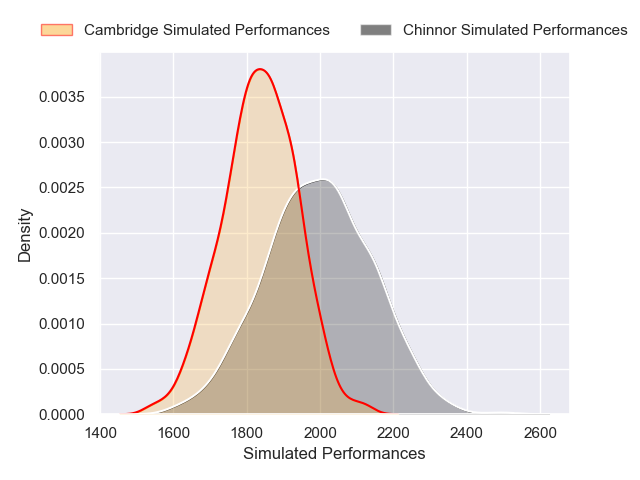 Cambridge Simulated Performances Chinnor Simulated Performances
Density
0.0035
0.0030
0.0025
0.0020
0.0015
0.0010
0.0005
0.0000
1400 1600 1800 2000 2200 2400 2600
Simulated Performances